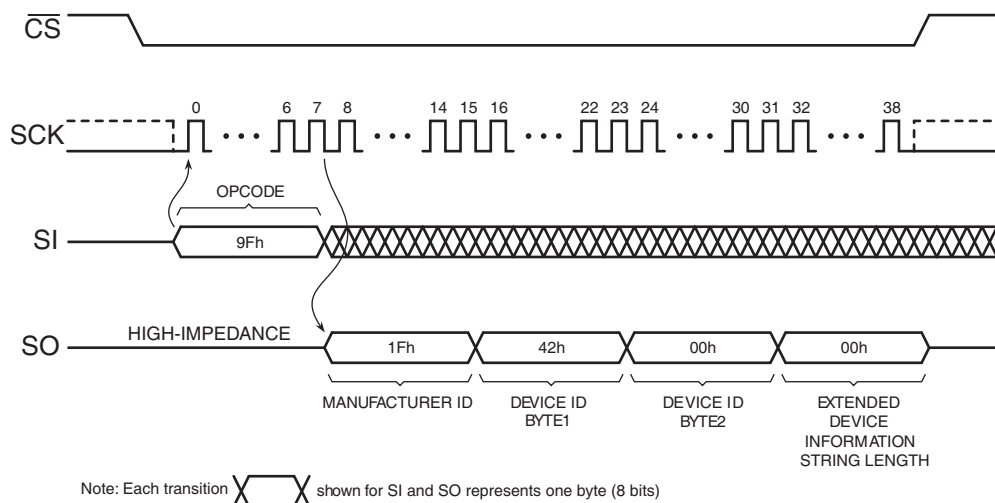 CS
SCK
0 6 7 8 14 15 16 22 23 24 30 31 32 38
OPCODE
SI
9Fh
HIGH-IMPEDANCE
SO
1Fh 42h 00h 00h
MANUFACTURER ID
DEVICE ID
BYTE1
DEVICE ID
BYTE2
EXTENDED
DEVICE
INFORMATION
STRING LENGTH
Note: Each transition shown for SI and SO represents one byte (8 bits)